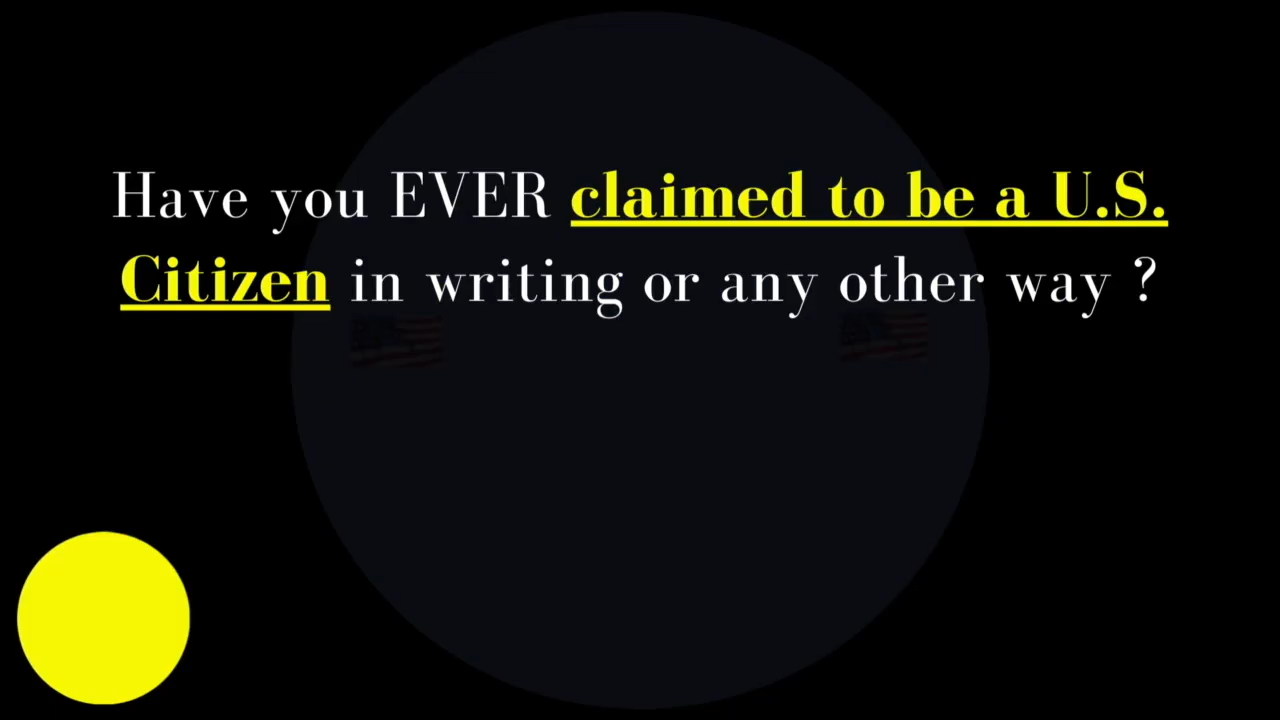 Have you EVER claimed to be a U.S.
Citizen in writing or any other way ?